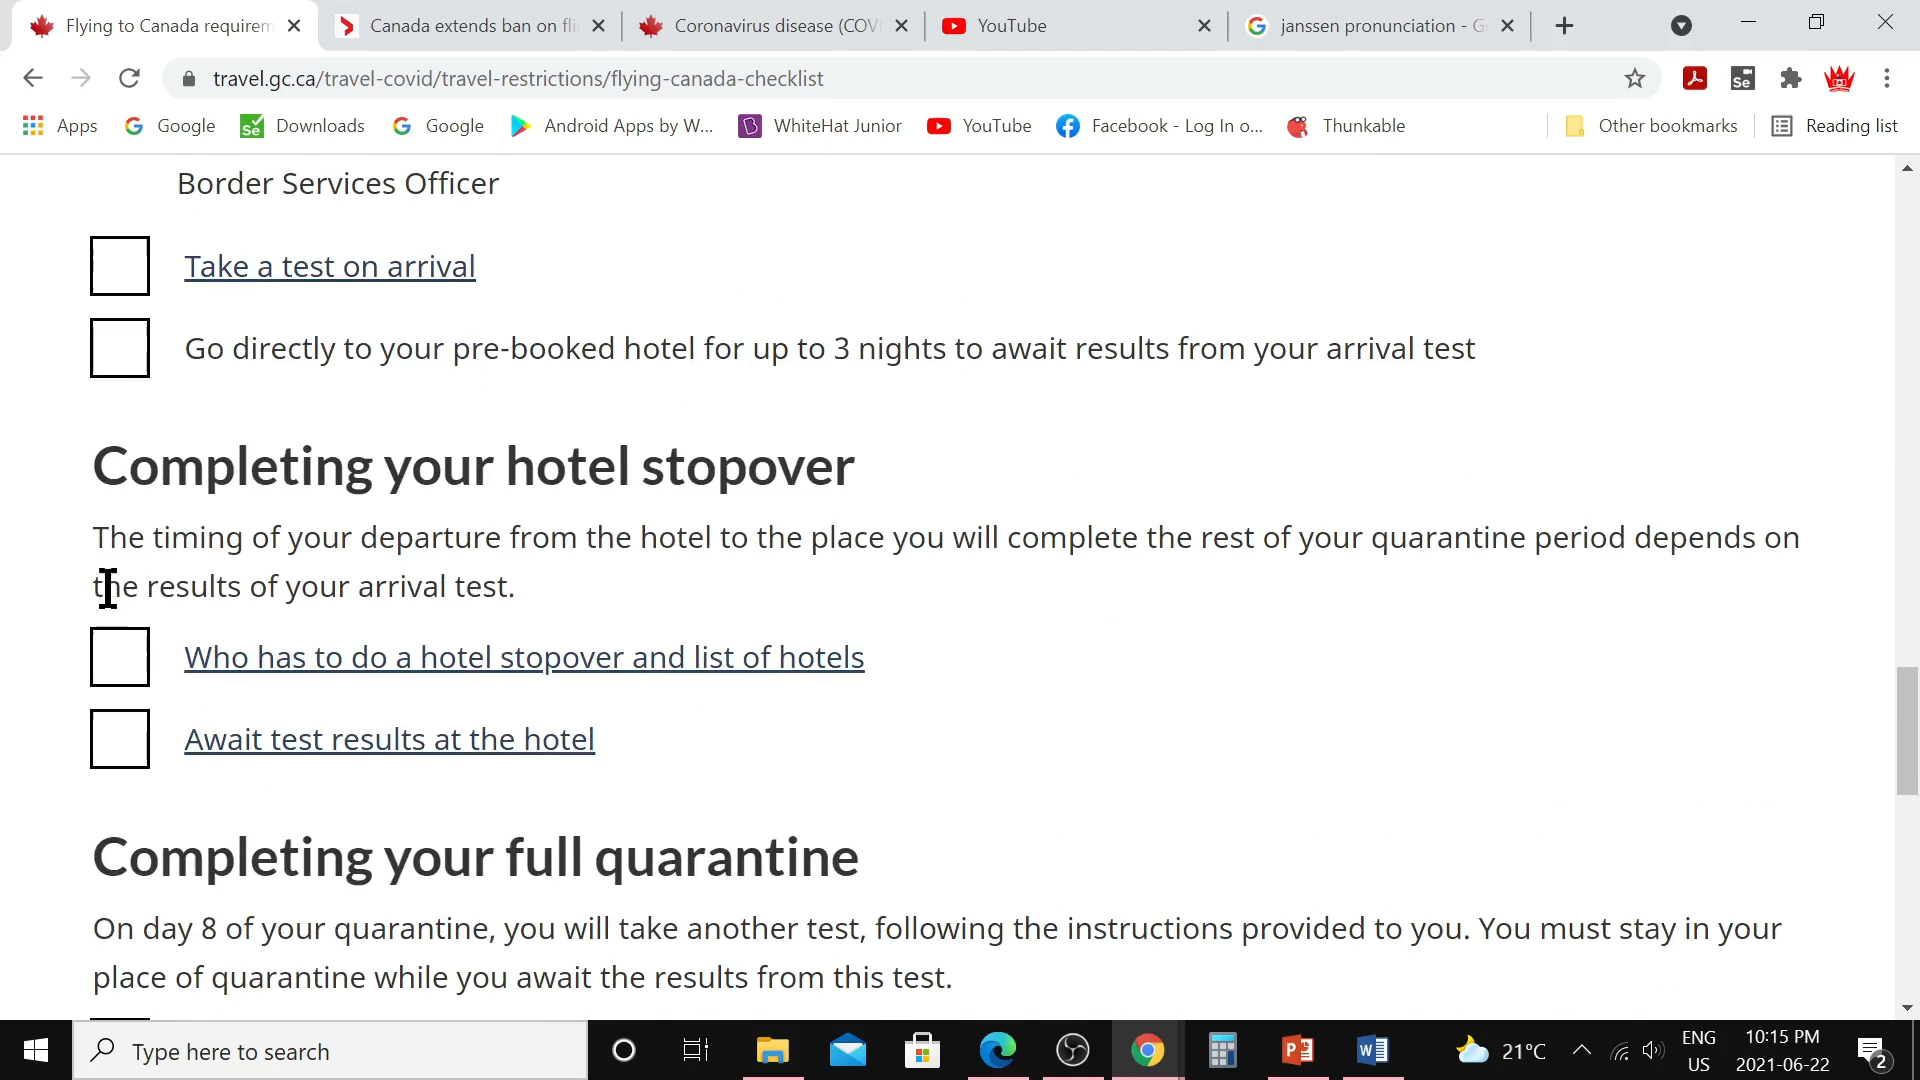 Flying to Canada requirem
Canada extends ban on fli
Coronavirus disease (COVI
YouTube
janssen pronunciation - G
travel.gc.ca/travel-covid/travel-restrictions/flying-canada-checklist
Apps
Google
Downloads
Google
Android Apps by W...
WhiteHat Junior
YouTube
Facebook - Log In o...
Thunkable
Other bookmarks
Reading list
Border Services Officer
Take a test on arrival
Go directly to your pre-booked hotel for up to 3 nights to await results from your arrival test
Completing your hotel stopover
The timing of your departure from the hotel to the place you will complete the rest of your quarantine period depends on
the results of your arrival test.
Who has to do a hotel stopover and list of hotels
Await test results at the hotel
Completing your full quarantine
On day 8 of your quarantine, you will take another test, following the instructions provided to you. You must stay in your
place of quarantine while you await the results from this test.
Type here to search
21°C
ENG
US
10:15 PM
2021-06-22
2